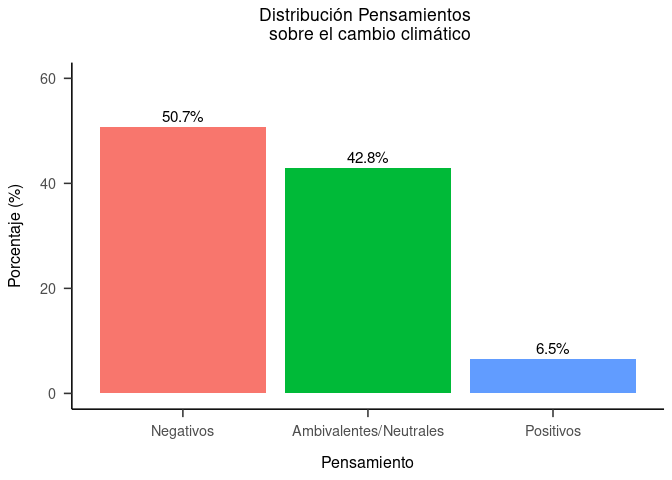 Distribución Pensamientos
sobre el cambio climático
Porcentaje (%)
60
40
20
0
50.7%
42.8%
6.5%
Negativos
Ambivalentes/Neutrales
Positivos
Pensamiento